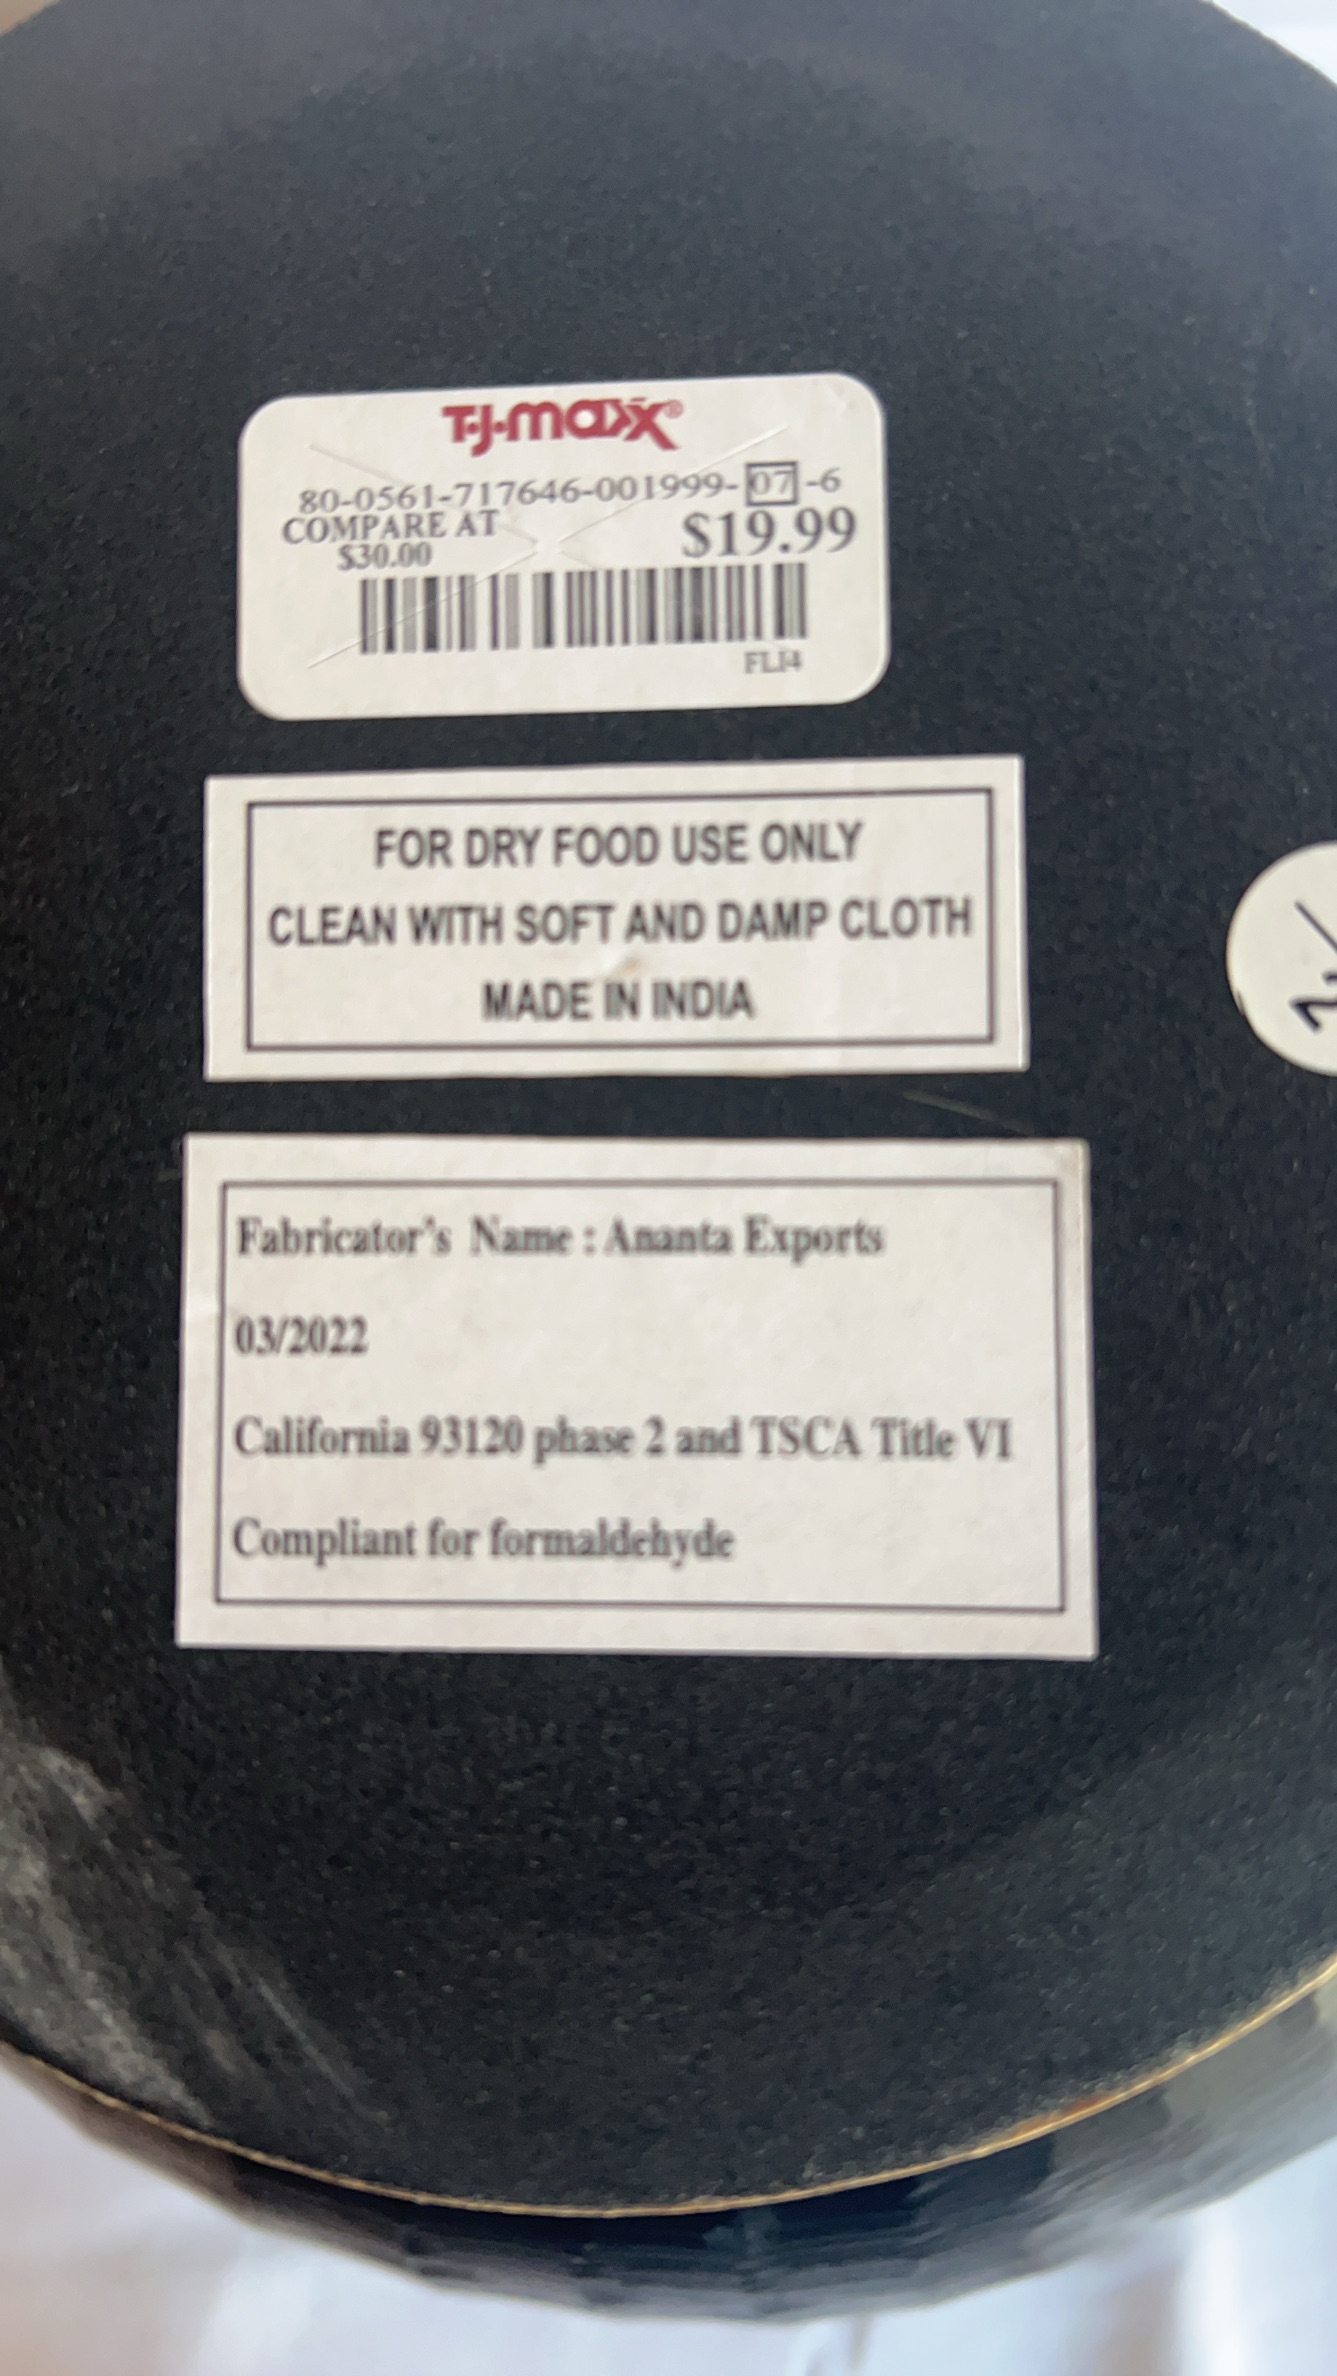 T·J·maxx®
80-0561-717646-001999-07-6
COMPARE AT
$19.99
$30.00
FOR DRY FOOD USE ONLY
CLEAN WITH SOFT AND DAMP CLOTH
MADE IN INDIA
Fabricator's Name : Ananta Exports
03/2022
California 93120 phase 2 and TSCA Title VI
Compliant for formaldehyde